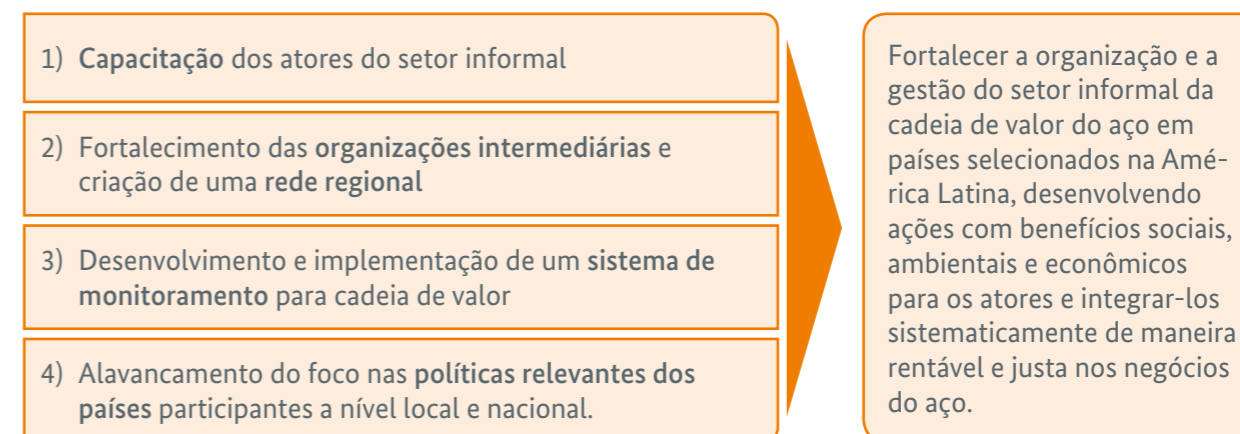 1) Capacitação dos atores do setor informal
2) Fortalecimento das organizações intermediárias e
criação de uma rede regional
3) Desenvolvimento e implementação de um sistema de
monitoramento para cadeia de valor
4) Alavancamento do foco nas políticas relevantes dos
países participantes a nível local e nacional.
Fortalecer a organização e a
gestão do setor informal da
cadeia de valor do aço em
países selecionados na Amé-
rica Latina, desenvolvendo
ações com benefícios sociais,
ambientais e econômicos
para os atores e integrar-los
sistematicamente de maneira
rentável e justa nos negócios
do aço.